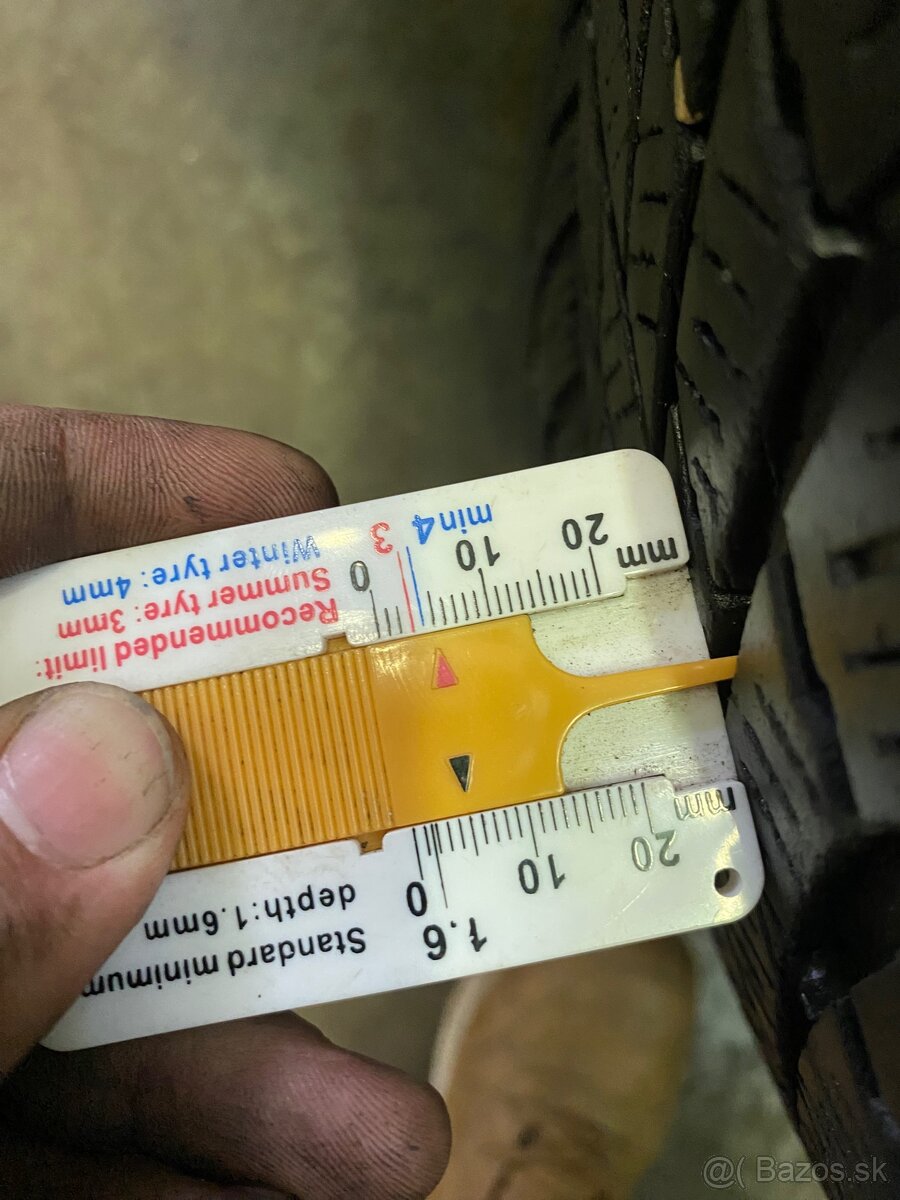 1.6
Standard minimum
depth:1.6mm
mm 20 10 0
mm 20 10 0
min4 3
Recommended limit:
Summer tyre: 3mm
Winter tyre: 4mm
@( Bazos.sk